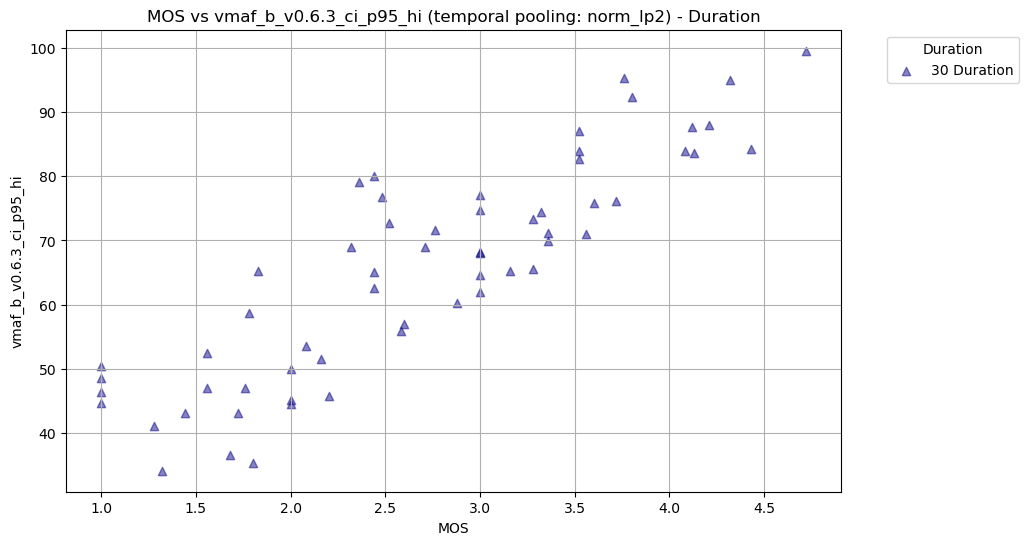 MOS vs vmaf_b_v0.6.3_ci_p95_hi (temporal pooling: norm_lp2) - Duration
Duration
30 Duration
vmaf_b_v0.6.3_ci_p95_hi
100
90
80
70
60
50
40
1.0 1.5 2.0 2.5 3.0 3.5 4.0 4.5
MOS